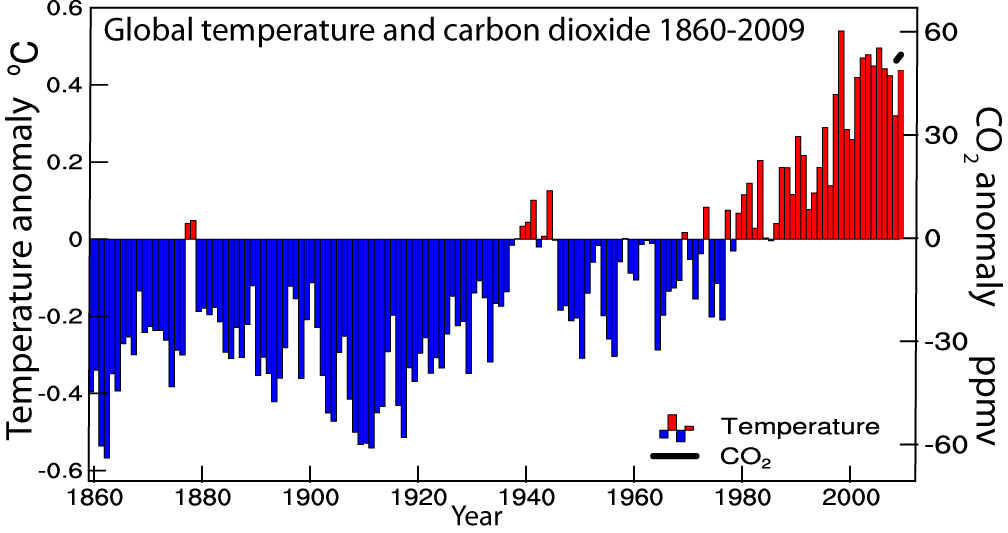 Global temperature and carbon dioxide 1860-2009
Temperature anomaly ºC
0.6
0.4
0.2
0
-0.2
-0.4
-0.6
60
30
0
-30
-60
CO₂ anomaly ppmv
Temperature
CO₂
1860 1880 1900 1920 1940 1960 1980 2000
Year